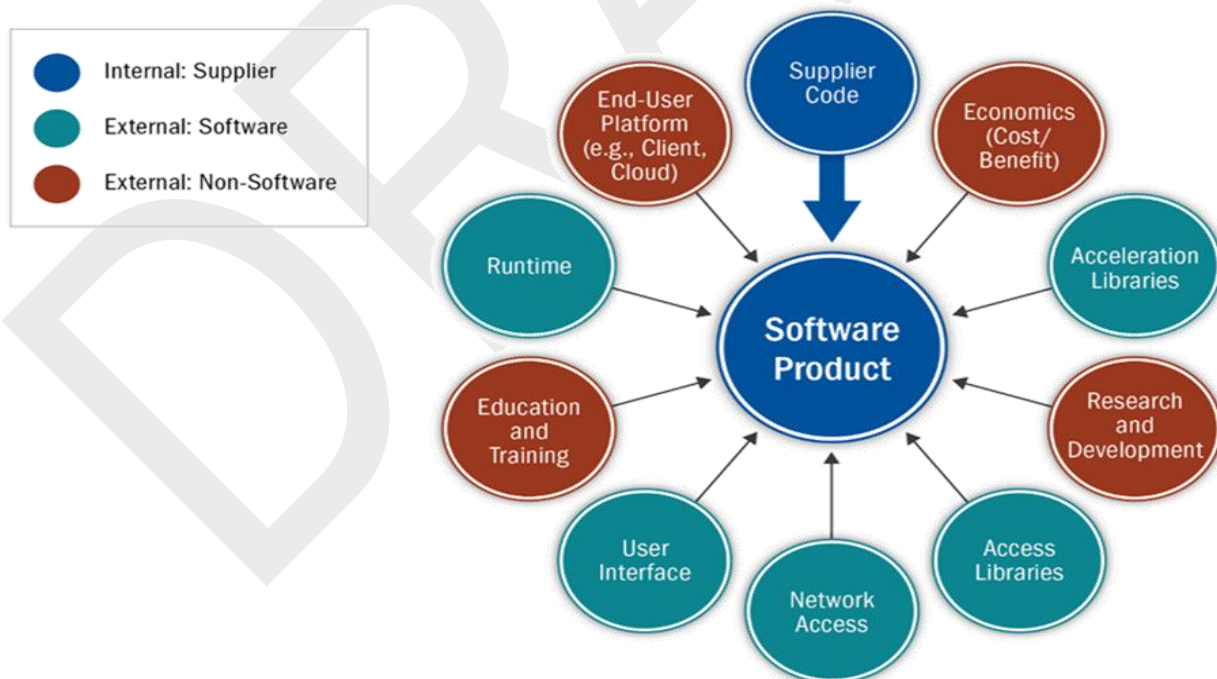 Internal: Supplier
External: Software
External: Non-Software
Supplier
Code
End-User
Platform
(e.g., Client,
Cloud)
Economics
(Cost/
Benefit)
Runtime
Acceleration
Libraries
Software
Product
Education
and
Training
Research
and
Development
User
Interface
Network
Access
Access
Libraries